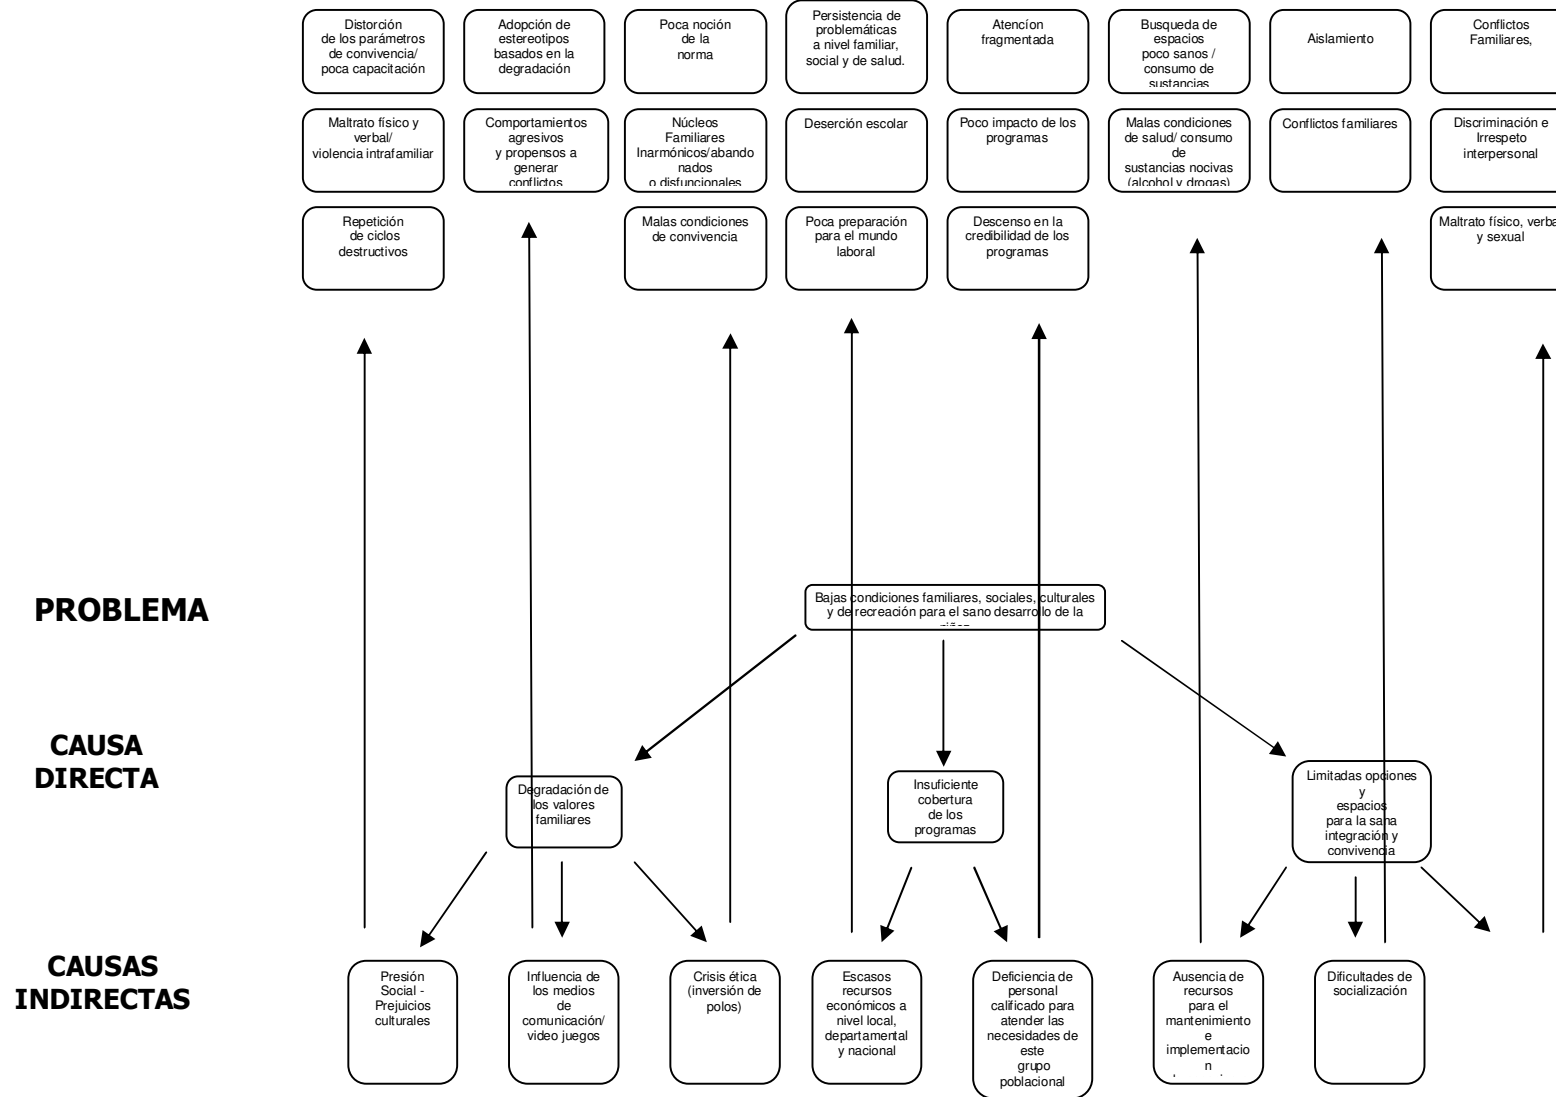 Distorción
de los parámetros
de convivencia/
poca capacitación
Adopción de
estereotipos
basados en la
degradación
Poca noción
de la
norma
Persistencia de
problemáticas
a nivel familiar,
social y de salud.
Atencíon
fragmentada
Busqueda de
espacios
poco sanos /
consumo de
sustancias
Aislamiento
Conflictos
Familiares,
Maltrato físico y
verbal/
violencia intrafamiliar
Comportamientos
agresivos
y propensos a
generar
conflictos
Núcleos
Familiares
Inarmónicos/abando
nados
o disfuncionales
Deserción escolar
Poco impacto de los
programas
Malas condiciones
de salud/ consumo
de
sustancias nocivas
(alcohol y drogas)
Conflictos familiares
Discriminación e
Irrespeto
interpersonal
Repetición
de ciclos
destructivos
Malas condiciones
de convivencia
Poca preparación
para el mundo
laboral
Descenso en la
credibilidad de los
programas
Maltrato físico, verba
y sexual
PROBLEMA
Bajas condiciones familiares, sociales, culturales
y de recreación para el sano desarrollo de la
CAUSA
DIRECTA
Degradación de
los valores
familiares
Insuficiente
cobertura
de los
programas
Limitadas opciones
y
espacios
para la sana
integración y
convivencia
CAUSAS
INDIRECTAS
Presión
Social -
Prejuicios
culturales
Influencia de
los medios
de
comunicación/
video juegos
Crisis ética
(inversión de
polos)
Escasos
recursos
económicos a
nivel local,
departamental
y nacional
Deficiencia de
personal
calificado para
atender las
necesidades de
este
grupo
poblacional
Ausencia de
recursos
para el
mantenimiento
e
implementacio
n
Dificultades de
socialización